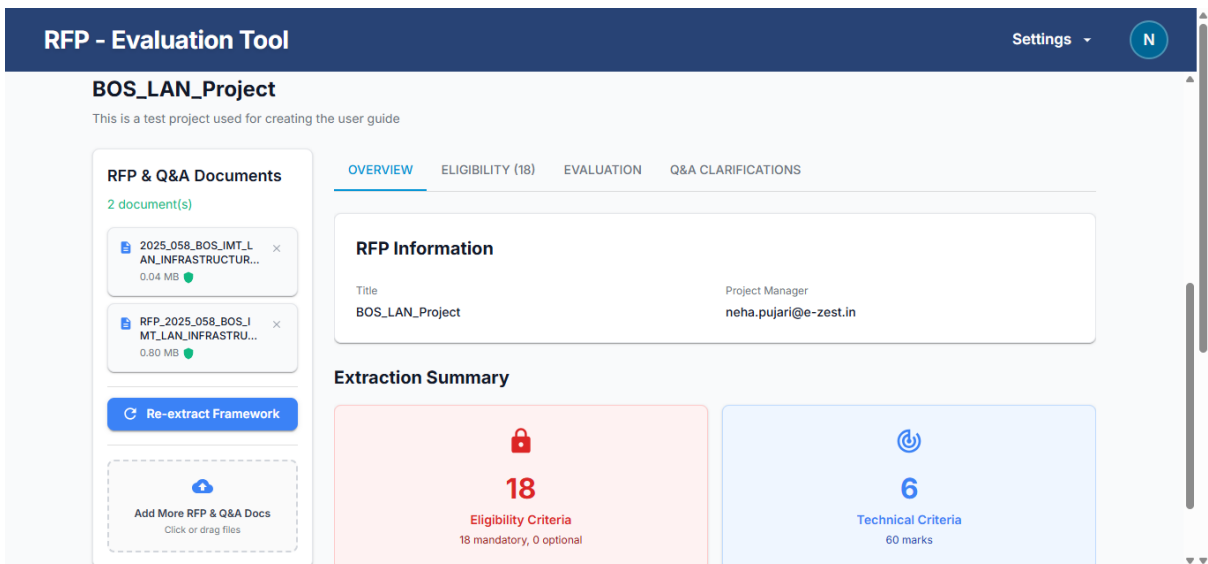 RFP - Evaluation Tool
Settings
N
BOS_LAN_Project
This is a test project used for creating the user guide
RFP & Q&A Documents
2 document(s)
2025_058_BOS_IMT_L
AN_INFRASTRUCTUR...
0.04 MB
RFP_2025_058_BOS_I
MT_LAN_INFRASTRU...
0.80 MB
Re-extract Framework
Add More RFP & Q&A Docs
Click or drag files
OVERVIEW
ELIGIBILITY (18)
EVALUATION
Q&A CLARIFICATIONS
RFP Information
Title
BOS_LAN_Project
Project Manager
neha.pujari@e-zest.in
Extraction Summary
18
Eligibility Criteria
18 mandatory, 0 optional
6
Technical Criteria
60 marks